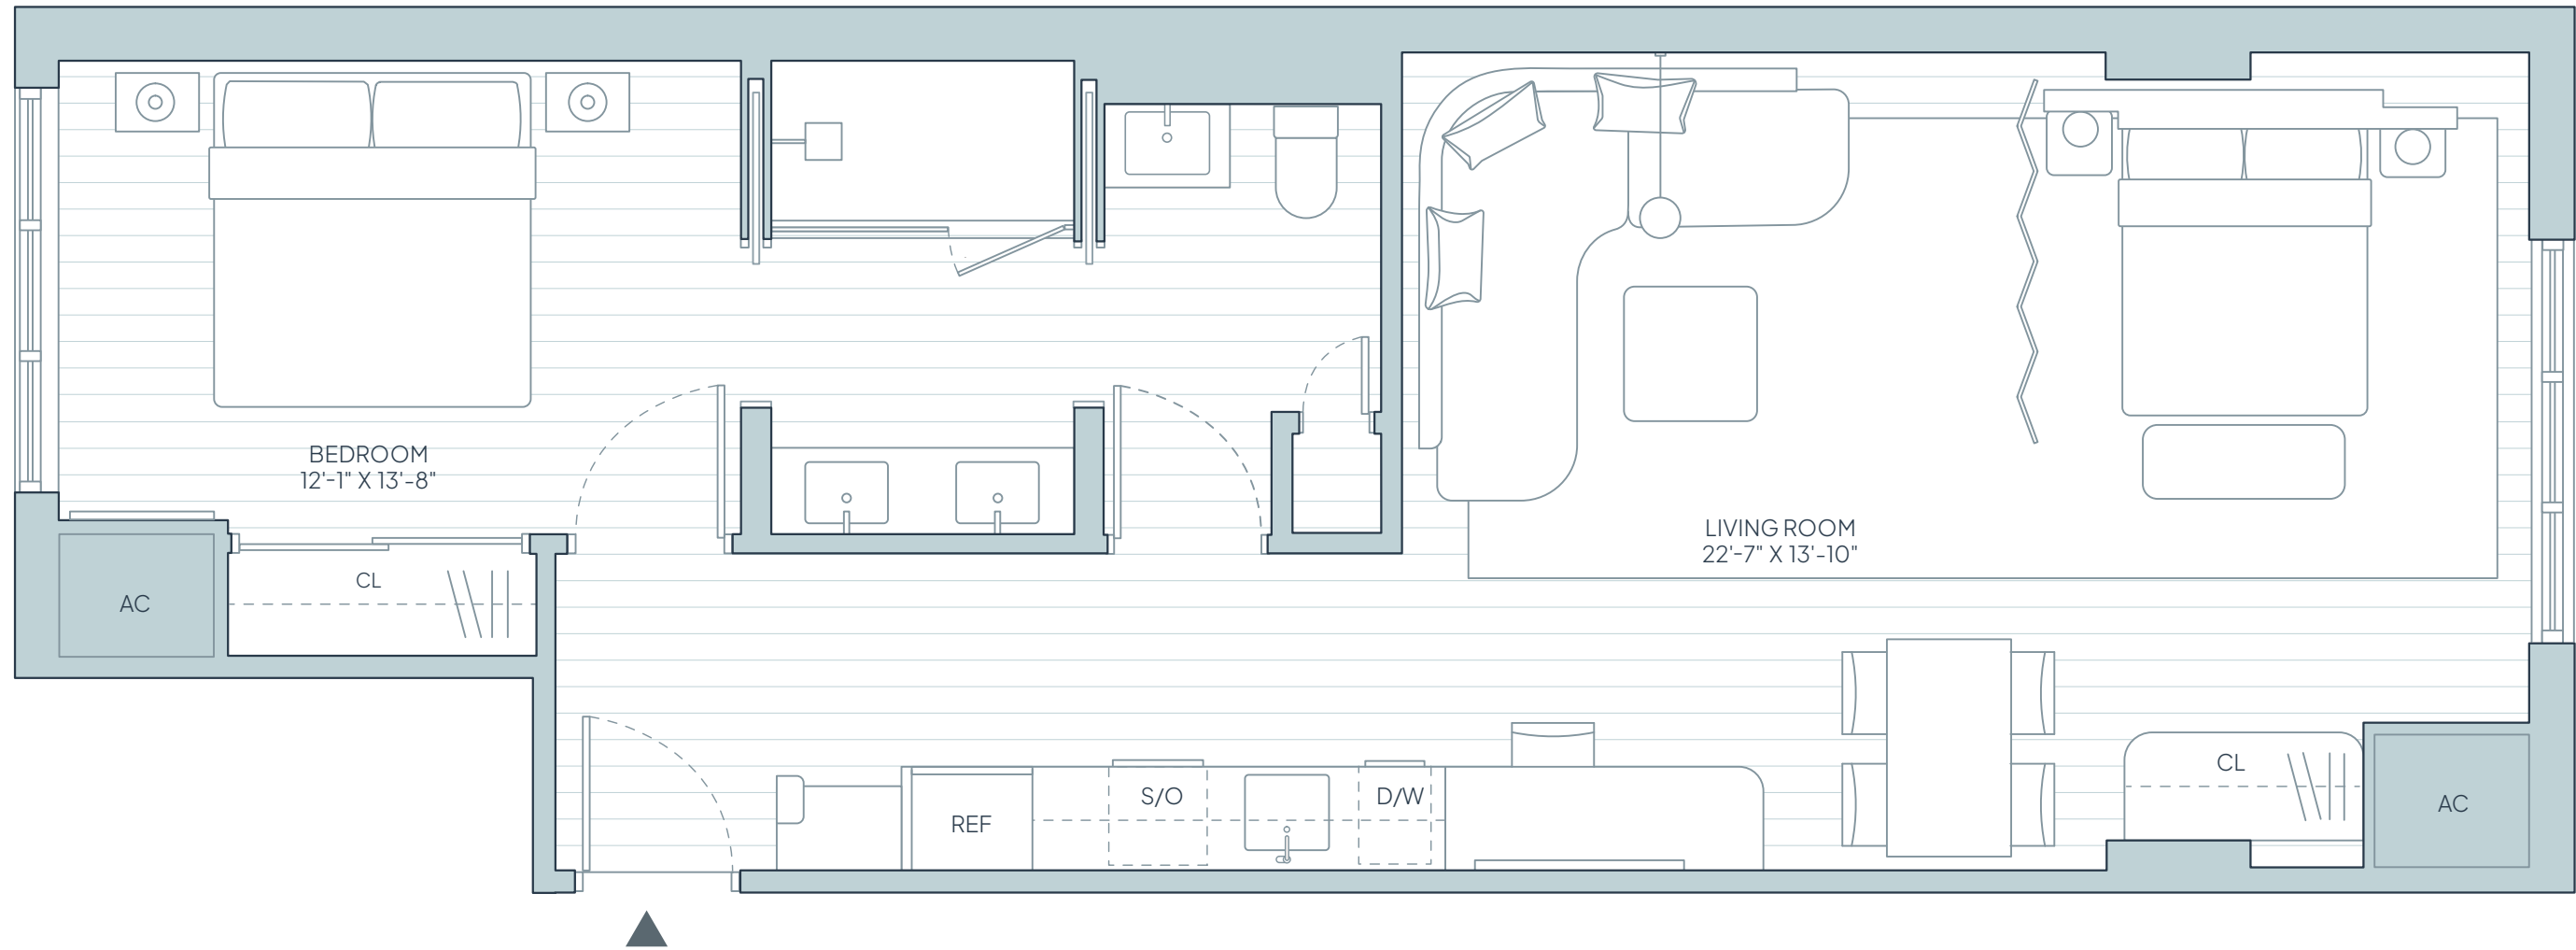 BEDROOM
12'-1" X 13'-8"
LIVING ROOM
22'-7" X 13'-10"
CL
AC
CL
S/O
D/W
AC
REF